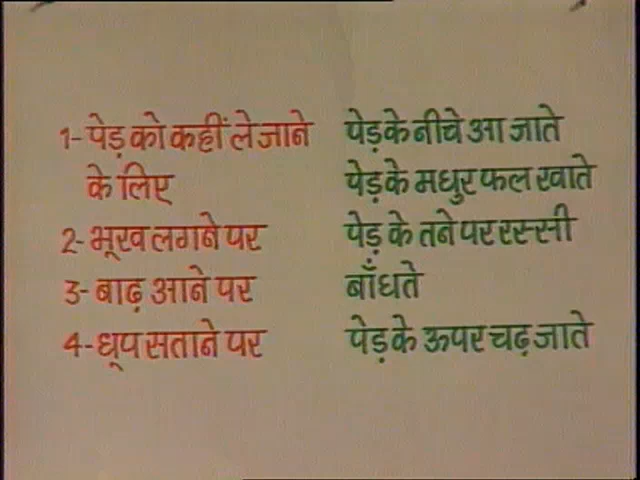 1- पेड़ को कहीं ले जाने
के लिए
2- भूख लगने पर
3- बाढ़ आने पर
4- धूप सताने पर
पेड़ के नीचे आ जाते
पेड़ के मधुर फल खाते
पेड़ के तने पर रस्सी
बाँधते
पेड़ के ऊपर चढ़ जाते